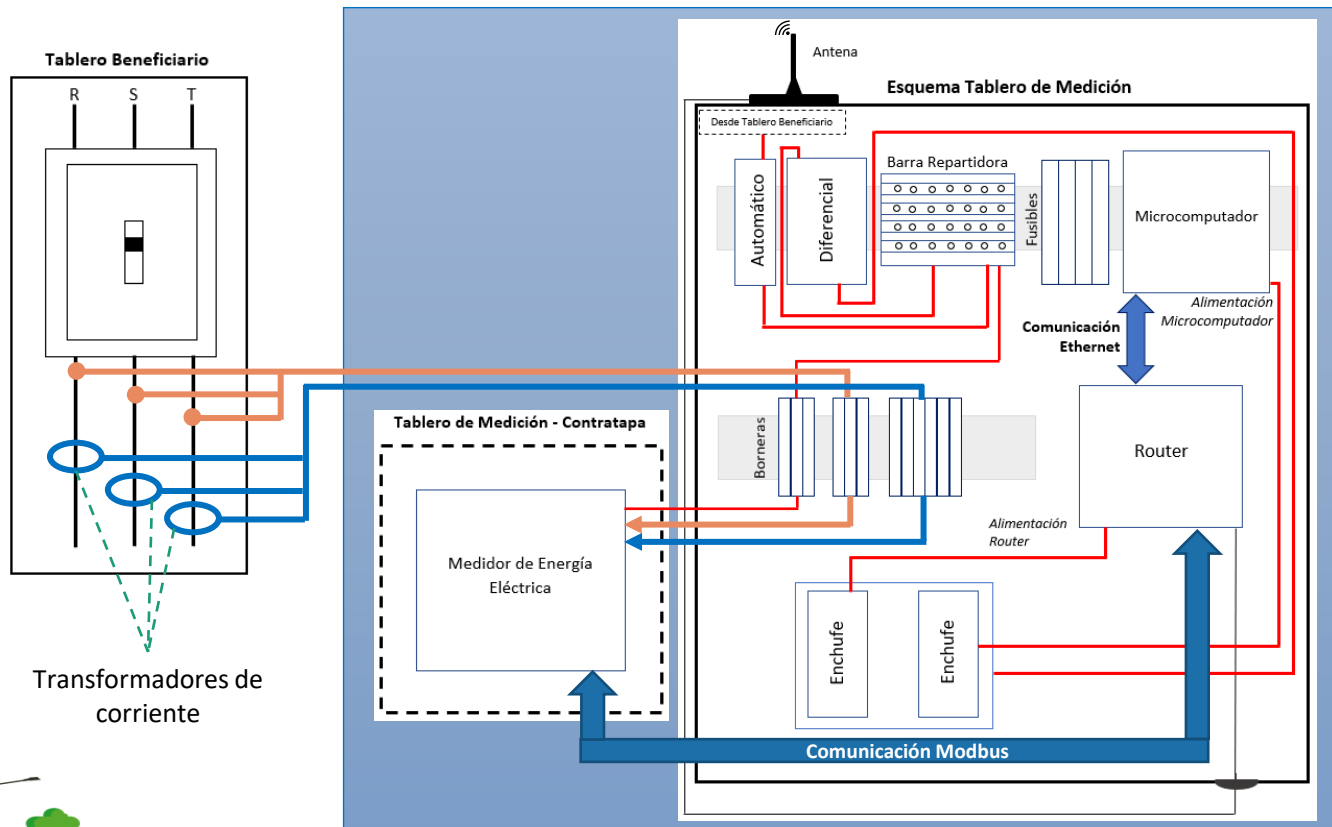 Tablero Beneficiario
R S T
Transformadores de
corriente
Tablero de Medición - Contratapa
Medidor de Energía
Eléctrica
Antena
Esquema Tablero de Medición
Desde Tablero Beneficiario
Automático
Diferencial
Barra Repartidora
Fusibles
Microcomputador
Alimentación
Microcomputador
Comunicación
Ethernet
Borneras
Router
Alimentación
Router
Enchufe
Enchufe
Comunicación Modbus